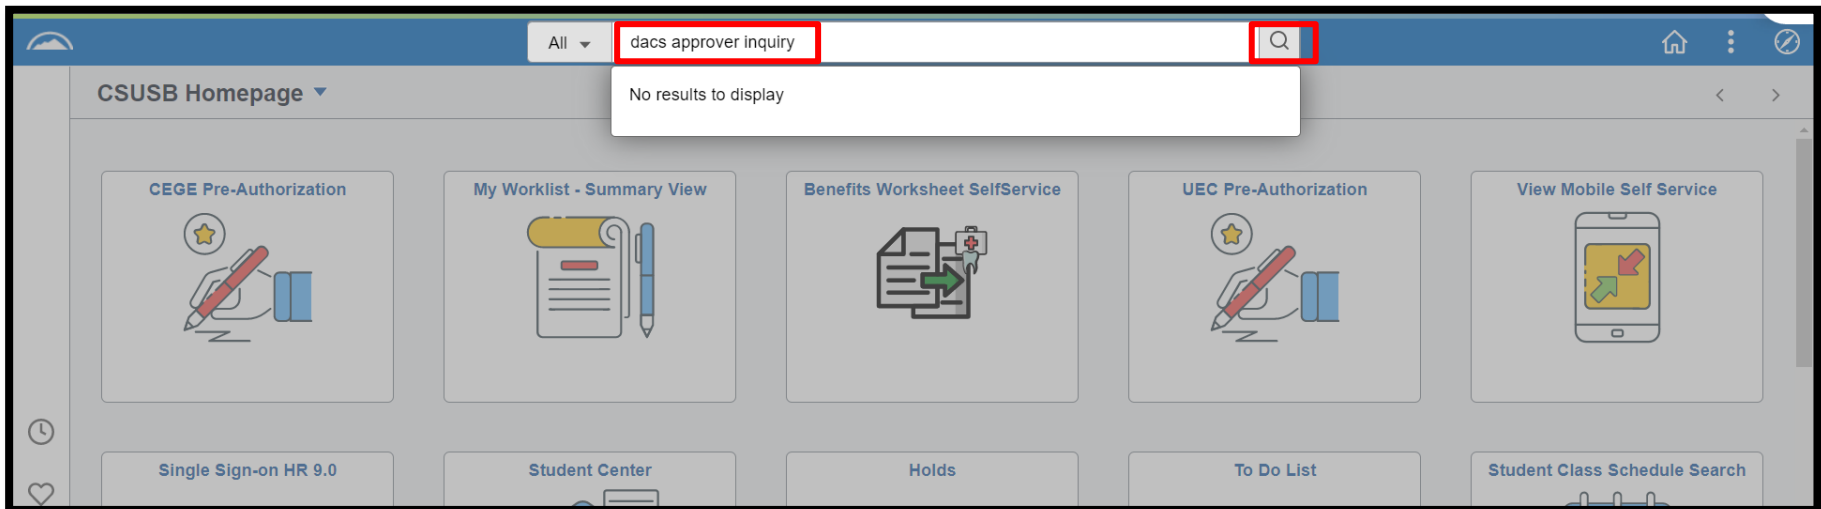 All
dacs approver inquiry
No results to display
CSUSB Homepage
CEGE Pre-Authorization
My Worklist - Summary View
Benefits Worksheet SelfService
UEC Pre-Authorization
View Mobile Self Service
Single Sign-on HR 9.0
Student Center
Holds
To Do List
Student Class Schedule Search